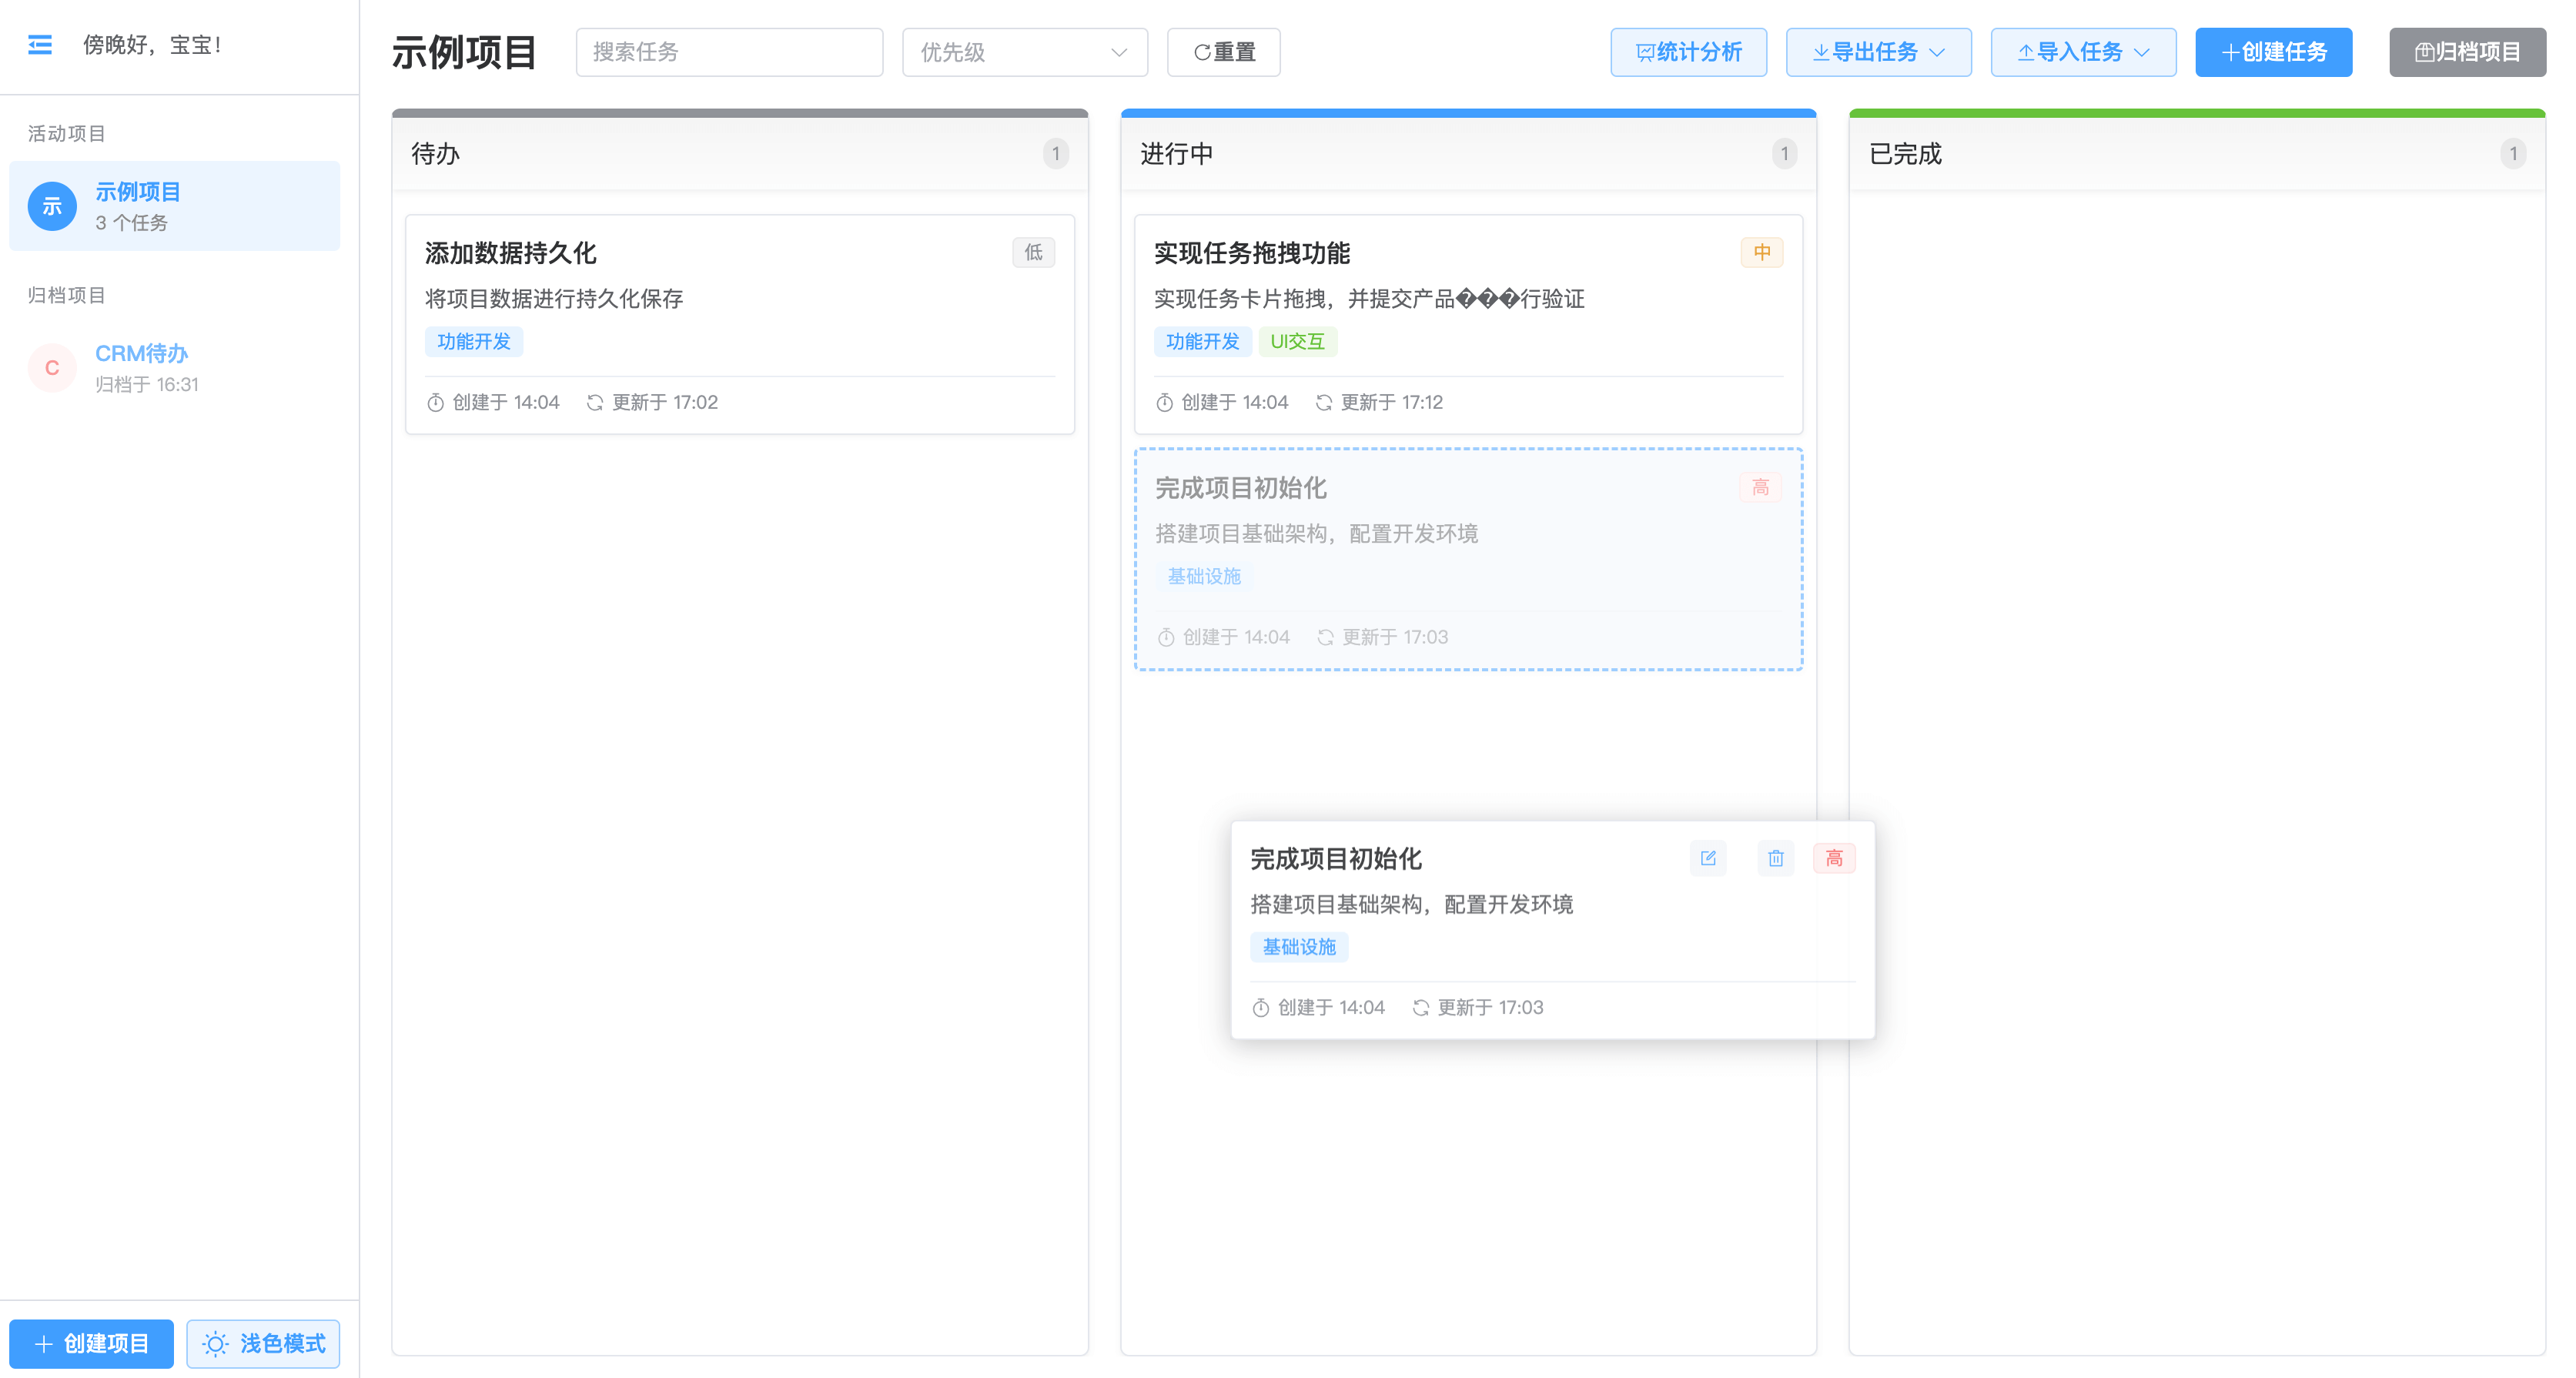 傍晚好，宝宝！
活动项目
示
示例项目
3 个任务
归档项目
C
CRM待办
归档于 16:31
创建项目
浅色模式
示例项目
搜索任务
优先级
重置
统计分析
导出任务
导入任务
创建任务
归档项目
待办
1
添加数据持久化
低
将项目数据进行持久化保存
功能开发
创建于 14:04
更新于 17:02
进行中
1
实现任务拖拽功能
中
实现任务卡片拖拽，并提交产品���行验证
功能开发
UI交互
创建于 14:04
更新于 17:12
完成项目初始化
高
搭建项目基础架构，配置开发环境
基础设施
创建于 14:04
更新于 17:03
完成项目初始化
高
搭建项目基础架构，配置开发环境
基础设施
创建于 14:04
更新于 17:03
已完成
1